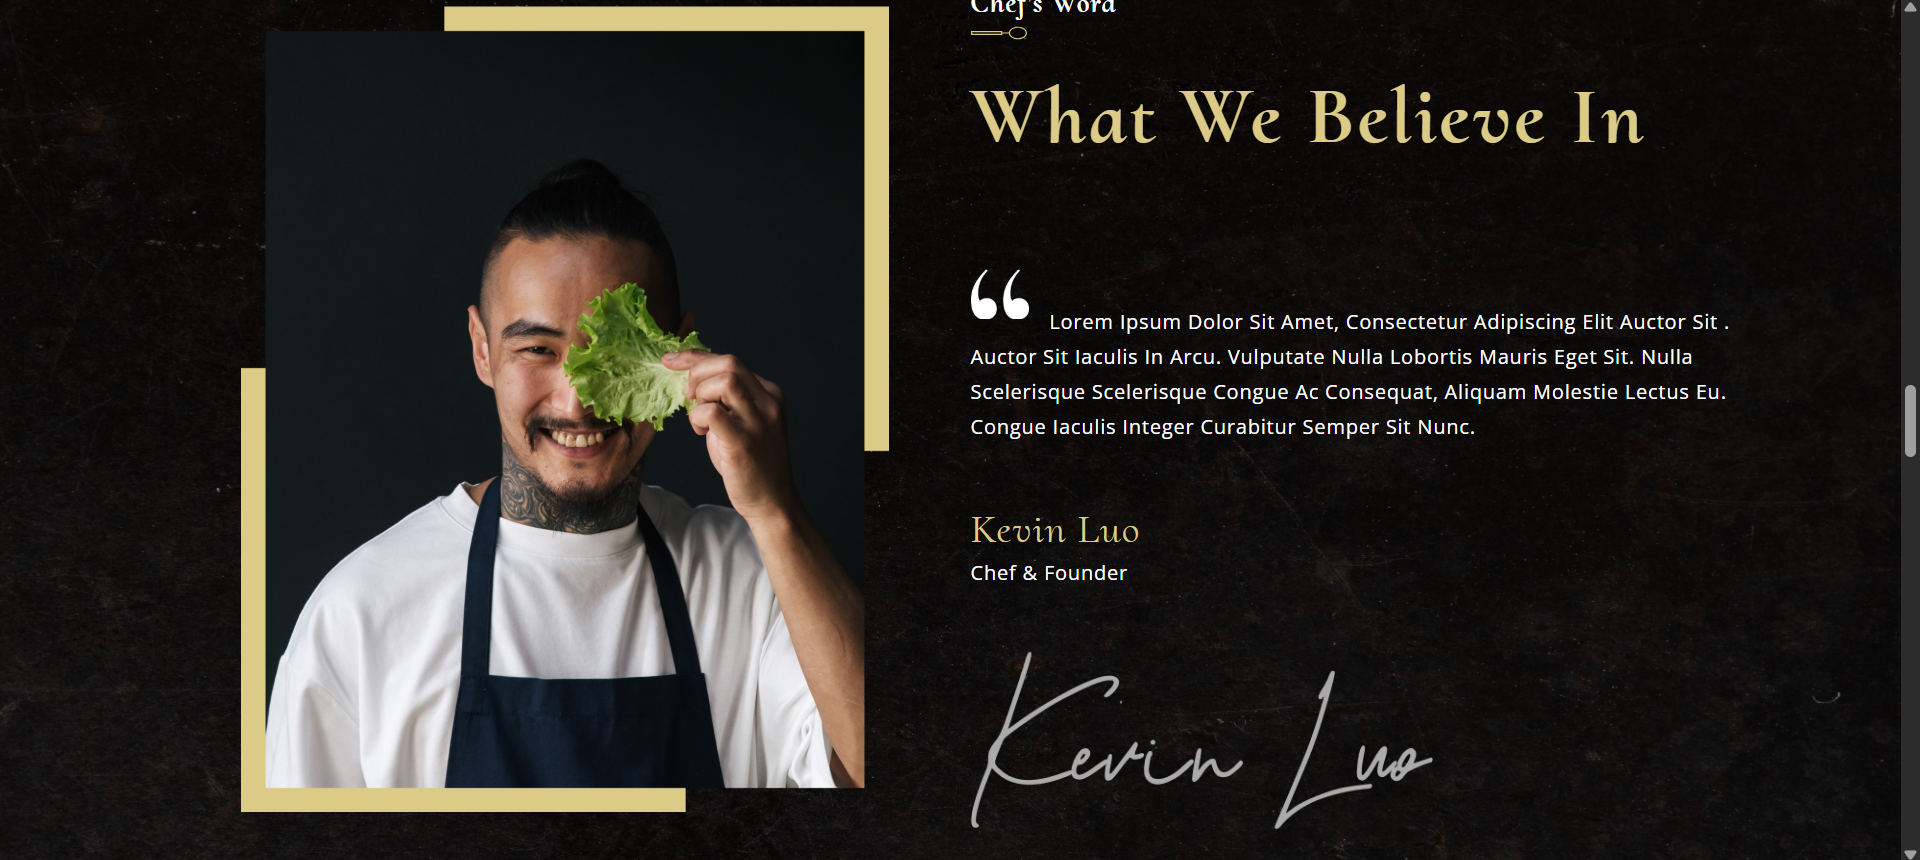 Chef's Word
What We Believe In
“ Lorem Ipsum Dolor Sit Amet, Consectetur Adipiscing Elit Auctor Sit .
Auctor Sit Iaculis In Arcu. Vulputate Nulla Lobortis Mauris Eget Sit. Nulla
Scelerisque Scelerisque Congue Ac Consequat, Aliquam Molestie Lectus Eu.
Congue Iaculis Integer Curabitur Semper Sit Nunc.
Kevin Luo
Chef & Founder
Kevin Luo